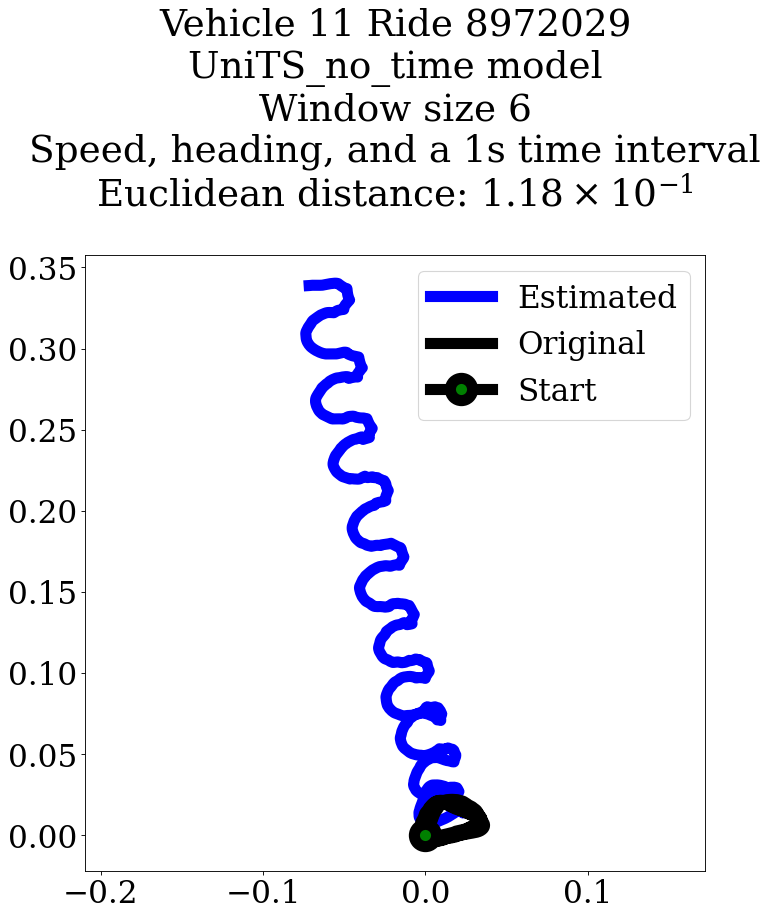 Vehicle 11 Ride 8972029
UniTS_no_time model
Window size 6
Speed, heading, and a 1s time interval
Euclidean distance: 1.18 × 10⁻¹
Estimated
Original
Start
0.35
0.30
0.25
0.20
0.15
0.10
0.05
0.00
−0.2 −0.1 0.0 0.1